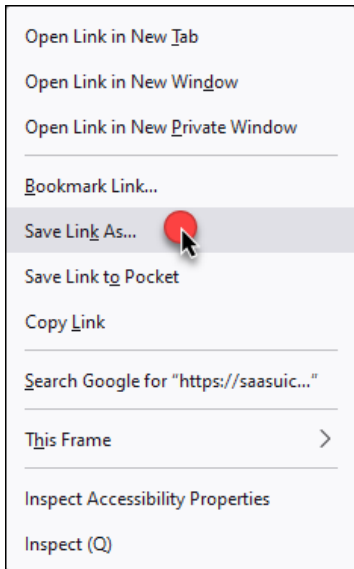 Open Link in New Tab
Open Link in New Window
Open Link in New Private Window
Bookmark Link...
Save Link As...
Save Link to Pocket
Copy Link
Search Google for “https://saasuic...”
This Frame
Inspect Accessibility Properties
Inspect (Q)